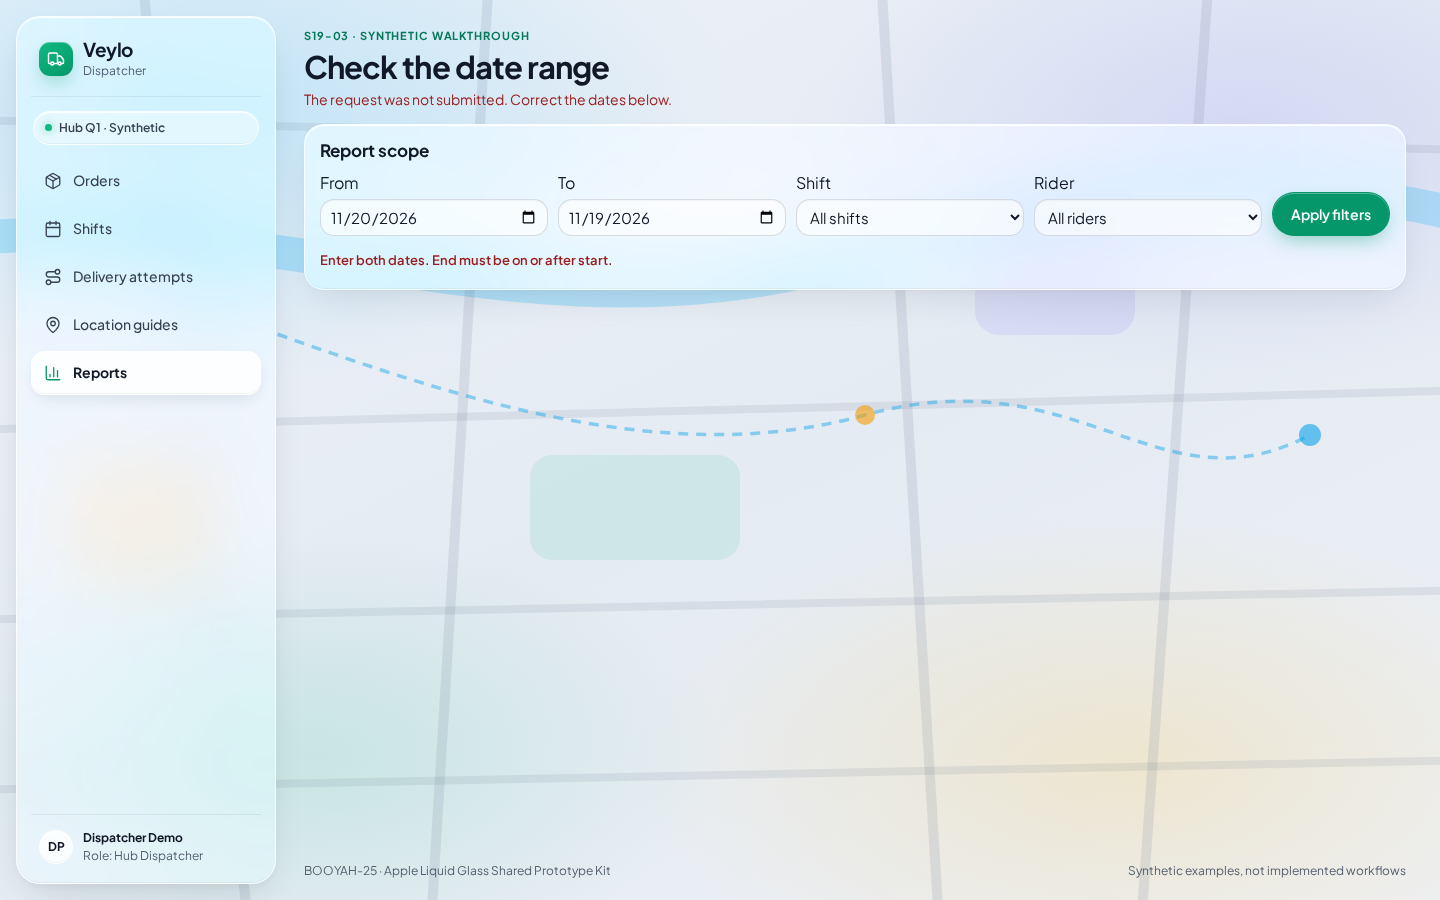 Veylo
Dispatcher
Hub Q1 · Synthetic
Orders
Shifts
Delivery attempts
Location guides
Reports
DP
Dispatcher Demo
Role: Hub Dispatcher
S19-03 · SYNTHETIC WALKTHROUGH
Check the date range
The request was not submitted. Correct the dates below.
Report scope
From To Shift Rider
11/20/2026 11/19/2026 All shifts All riders Apply filters
Enter both dates. End must be on or after start.
BOOYAH-25 · Apple Liquid Glass Shared Prototype Kit
Synthetic examples, not implemented workflows